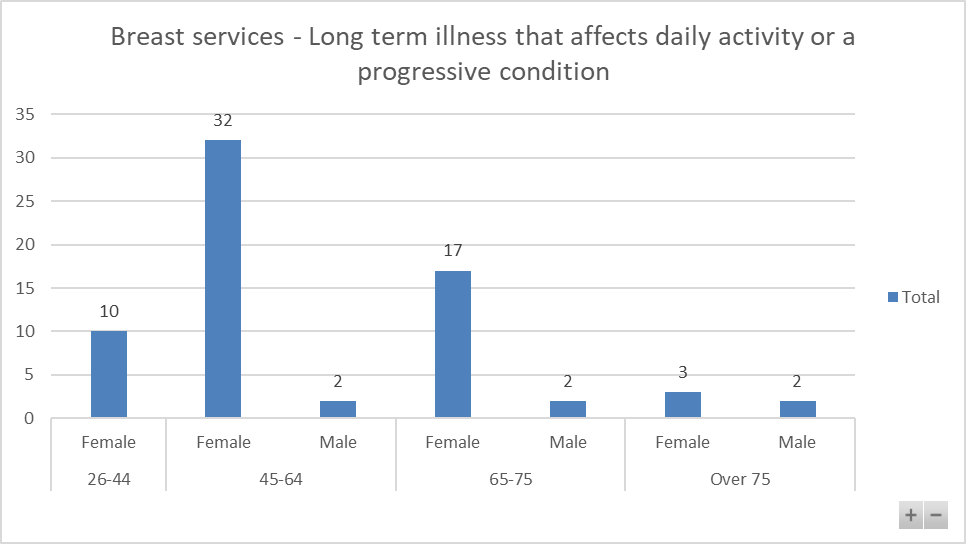 Breast services - Long term illness that affects daily activity or a
progressive condition
35
30
25
20
15
10
5
0
10
32
2
17
2
3
2
Female
Female
Male
Female
Male
Female
Male
26-44
45-64
65-75
Over 75
Total
+ −